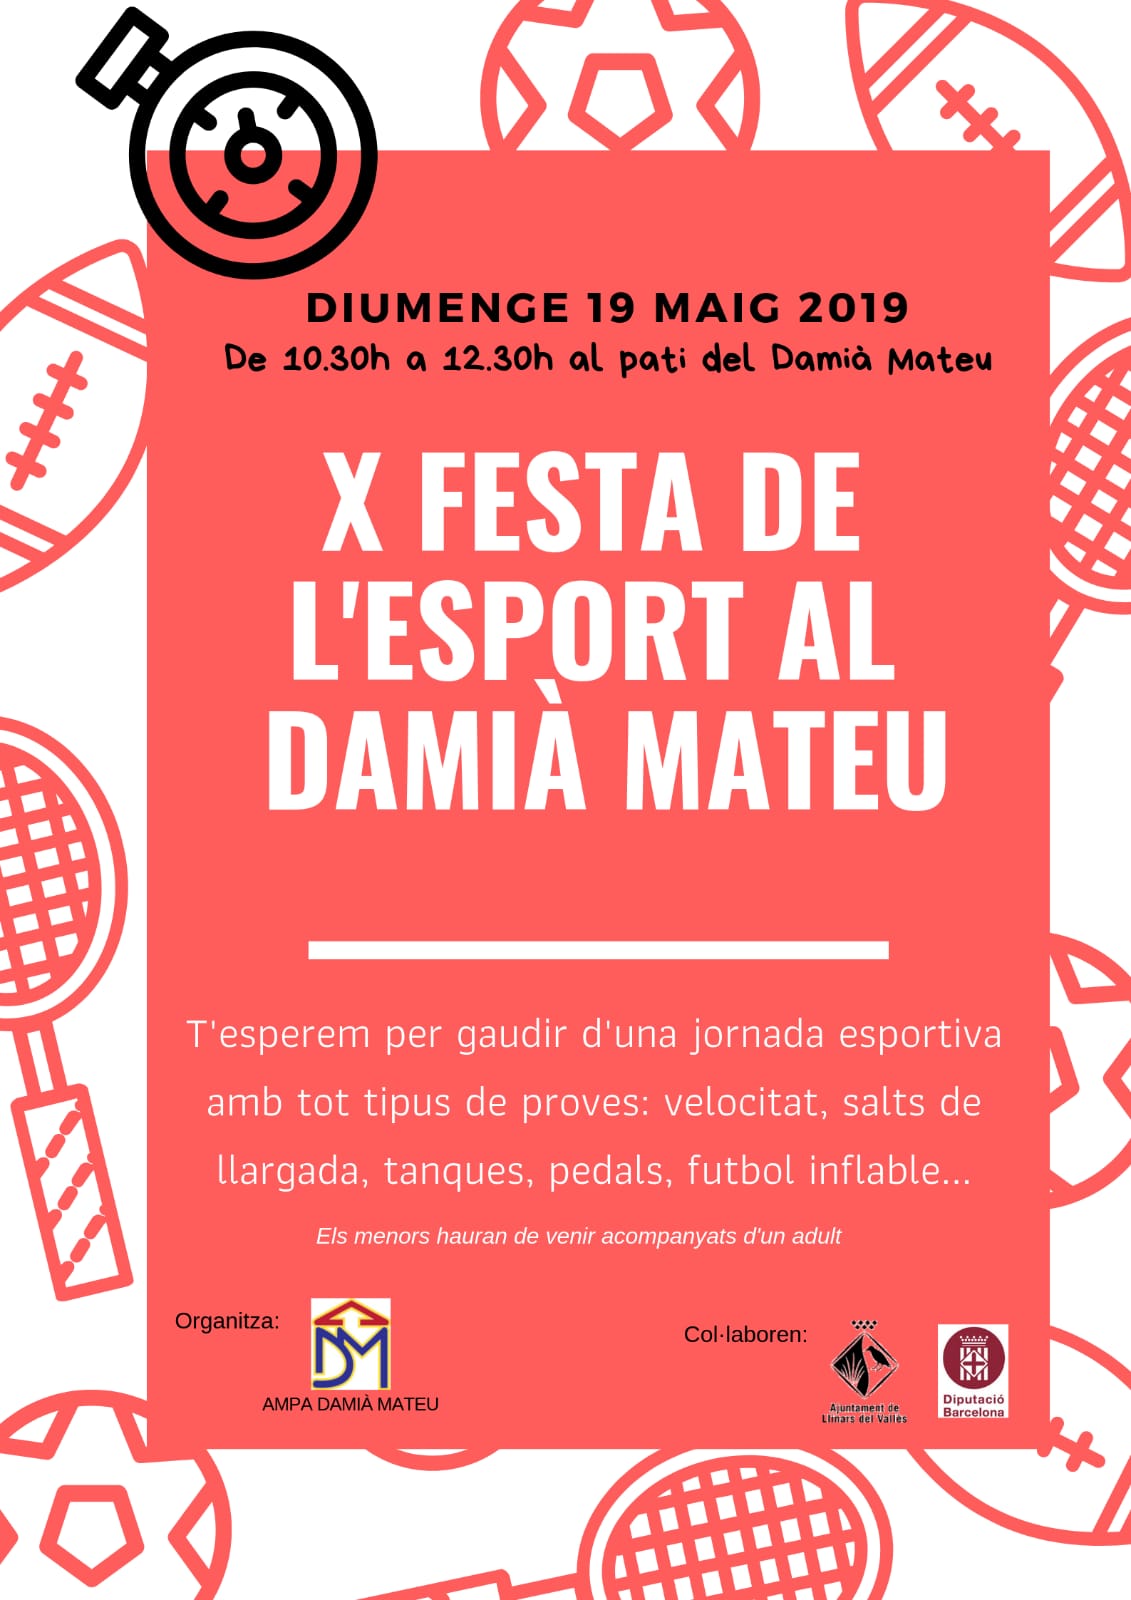 DIUMENGE 19 MAIG 2019
De 10.30h a 12.30h al pati del Damià Mateu
X FESTA DE
L'ESPORT AL
DAMIÀ MATEU
T'esperem per gaudir d'una jornada esportiva
amb tot tipus de proves: velocitat, salts de
llargada, tanques, pedals, futbol inflable...
Els menors hauran de venir acompanyats d'un adult
Organitza:
DM
AMPA DAMIÀ MATEU
Col·laboren:
Ajuntament de
Llinars del Vallès
Diputació
Barcelona